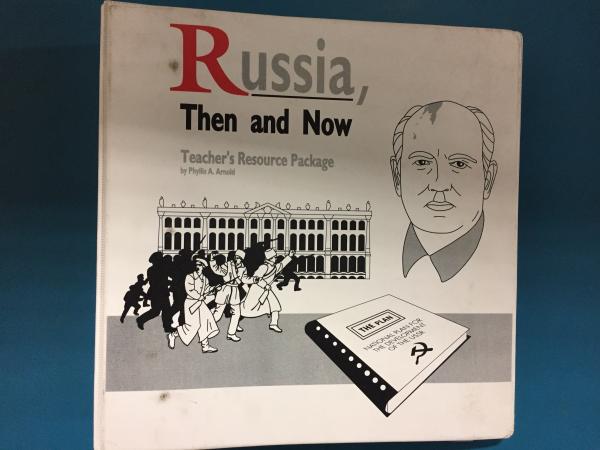 Russia,
Then and Now
Teacher's Resource Package
by Phyllis A. Arnold
THE PLAN
NATIONAL PLAN FOR
THE DEVELOPMENT
OF THE USSR